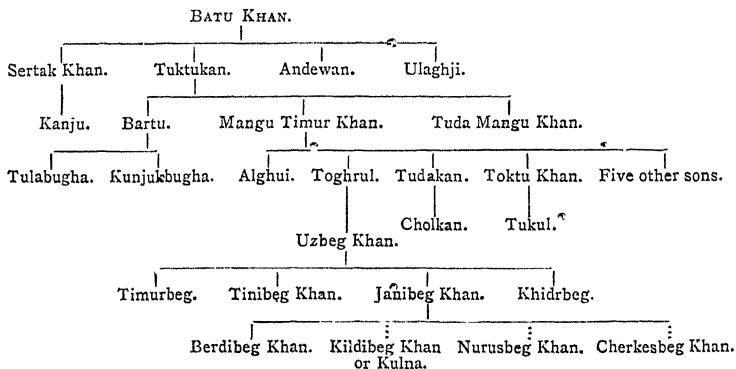 BATU KHAN.
Sertak Khan. Tuktukan. Andewan. Ulaghji.
Kanju. Bartu. Mangu Timur Khan. Tuda Mangu Khan.
Tulabugha. Kunjukbugha. Alghui. Toghrul. Tudakan. Toktu Khan. Five other sons.
Cholkan. Tukul.
Uzbeg Khan.
Timurbeg. Tinibeg Khan. Janibeg Khan. Khidrbeg.
Berdibeg Khan. Kildibeg Khan Nurusbeg Khan. Cherkesbeg Khan.
or Kulna.